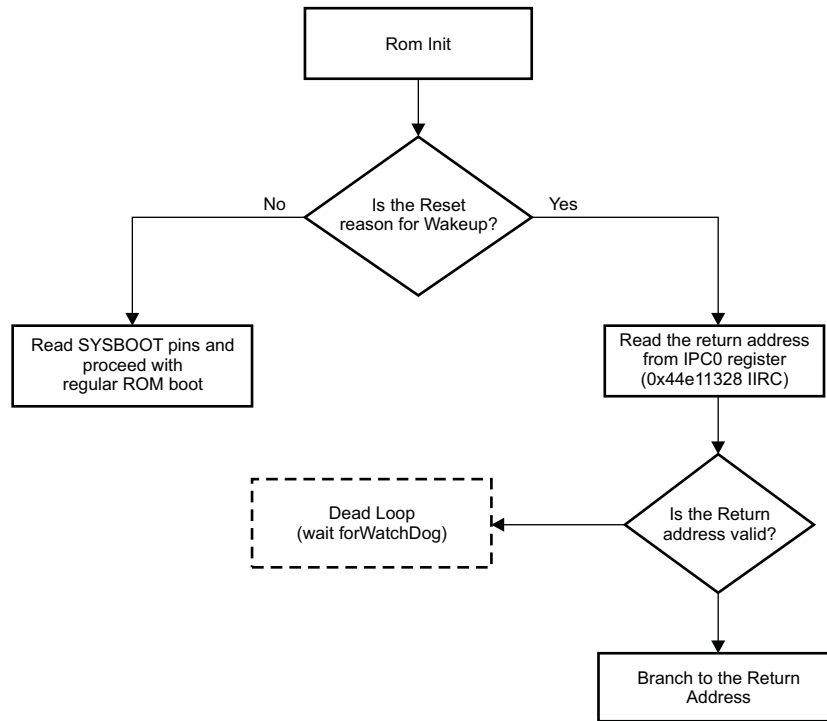 Rom Init
Is the Reset
reason for Wakeup?
No
Yes
Read SYSBOOT pins and
proceed with
regular ROM boot
Read the return address
from IPC0 register
(0x44e11328 IIRC)
Dead Loop
(wait forWatchDog)
Is the Return
address valid?
Branch to the Return
Address